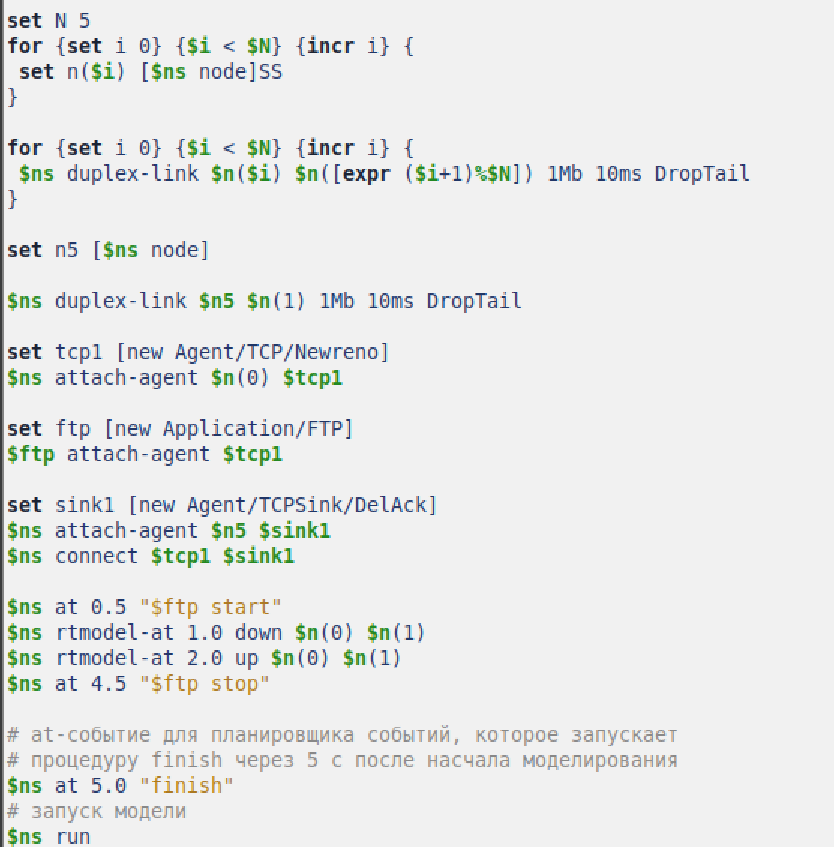 set N 5
for {set i 0} {$i < $N} {incr i} {
 set n($i) [$ns node]SS
}
for {set i 0} {$i < $N} {incr i} {
 $ns duplex-link $n($i) $n([expr ($i+1)%$N]) 1Mb 10ms DropTail
}
set n5 [$ns node]
$ns duplex-link $n5 $n(1) 1Mb 10ms DropTail
set tcp1 [new Agent/TCP/Newreno]
$ns attach-agent $n(0) $tcp1
set ftp [new Application/FTP]
$ftp attach-agent $tcp1
set sink1 [new Agent/TCPSink/DelAck]
$ns attach-agent $n5 $sink1
$ns connect $tcp1 $sink1
$ns at 0.5 "$ftp start"
$ns rtmodel-at 1.0 down $n(0) $n(1)
$ns rtmodel-at 2.0 up $n(0) $n(1)
$ns at 4.5 "$ftp stop"
# at-событие для планировщика событий, которое запускает
# процедуру finish через 5 с после насчала моделирования
$ns at 5.0 "finish"
# запуск модели
$ns run